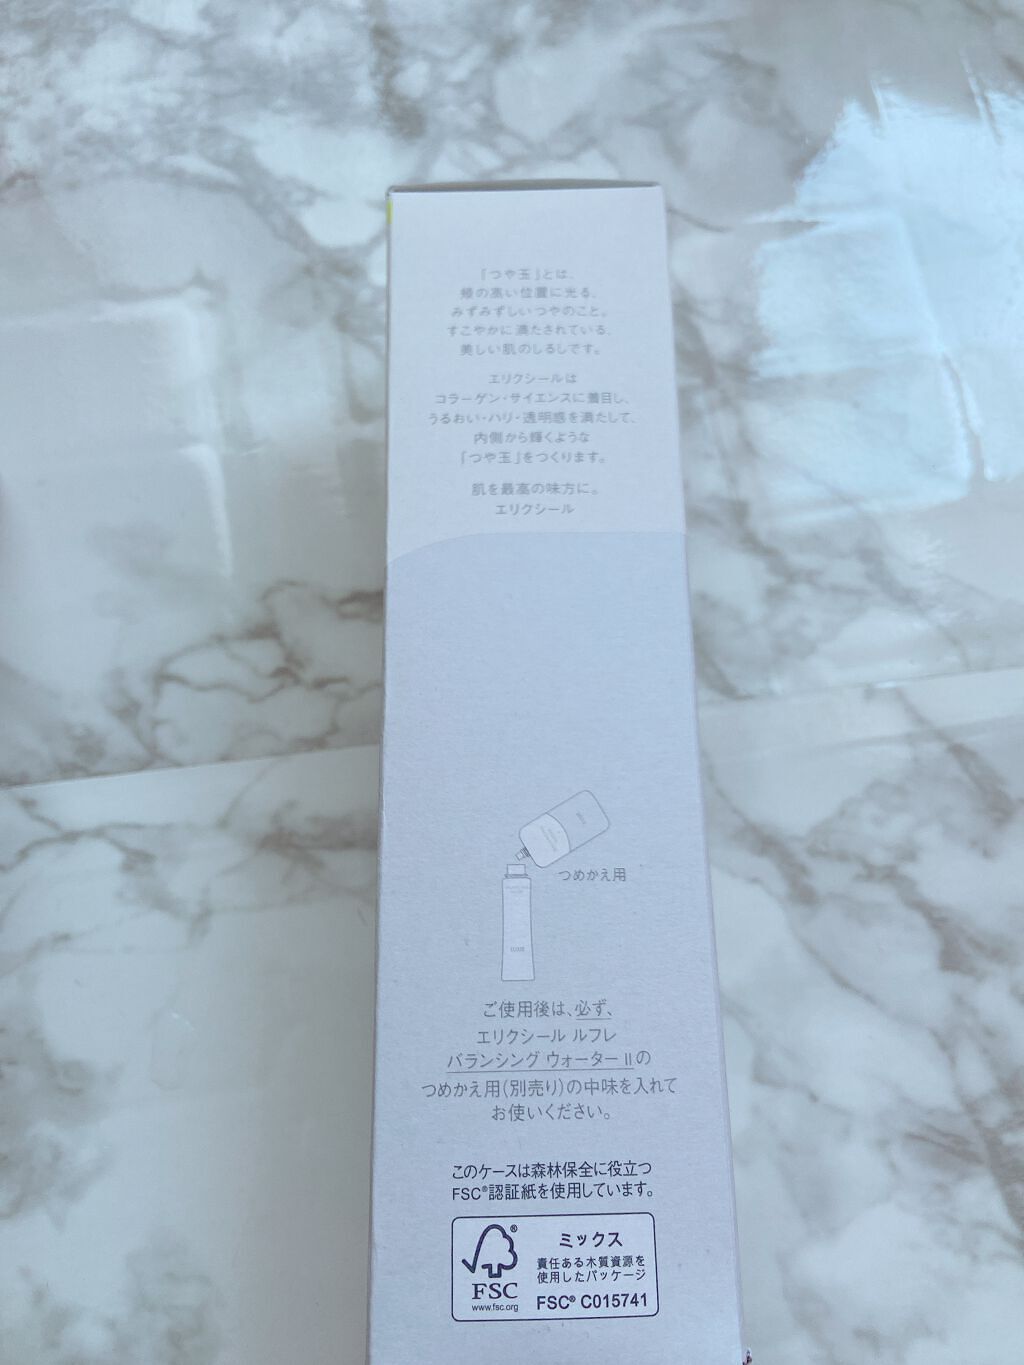 「つや玉」とは、
頬の高い位置に光る、
みずみずしいつやのこと。
すこやかに満たされている、
美しい肌のしるしです。
エリクシールは
コラーゲン・サイエンスに着目し、
うるおい・ハリ・透明感を満たして、
内側から輝くような
「つや玉」をつくります。
肌を最高の味方に。
エリクシール
つめかえ用
ELIXIR
ご使用後は、必ず、
エリクシール ルフレ
バランシング ウォーター IIの
つめかえ用(別売り)の中味を入れて
お使いください。
このケースは森林保全に役立つ
FSC®認証紙を使用しています。
®
FSC
www.fsc.org
ミックス
責任ある木質資源を
使用したパッケージ
FSC® C015741